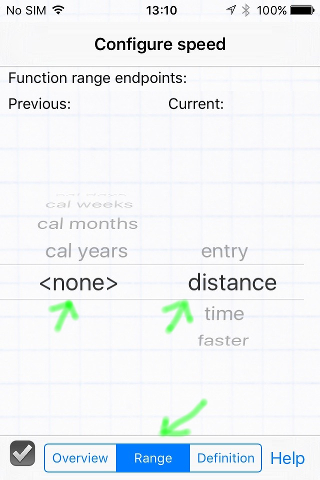 No SIM 13:10 100%
Configure speed
Function range endpoints:
Previous: Current:
cal weeks
cal months
cal years entry
<none> distance
time
faster
Overview Range Definition Help